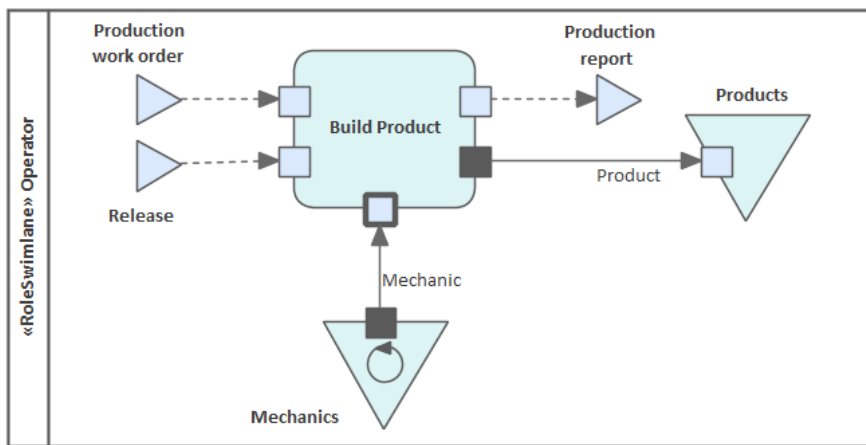 «RoleSwimlane» Operator
Production
work order
Release
Build Product
Production
report
Products
Product
Mechanic
Mechanics